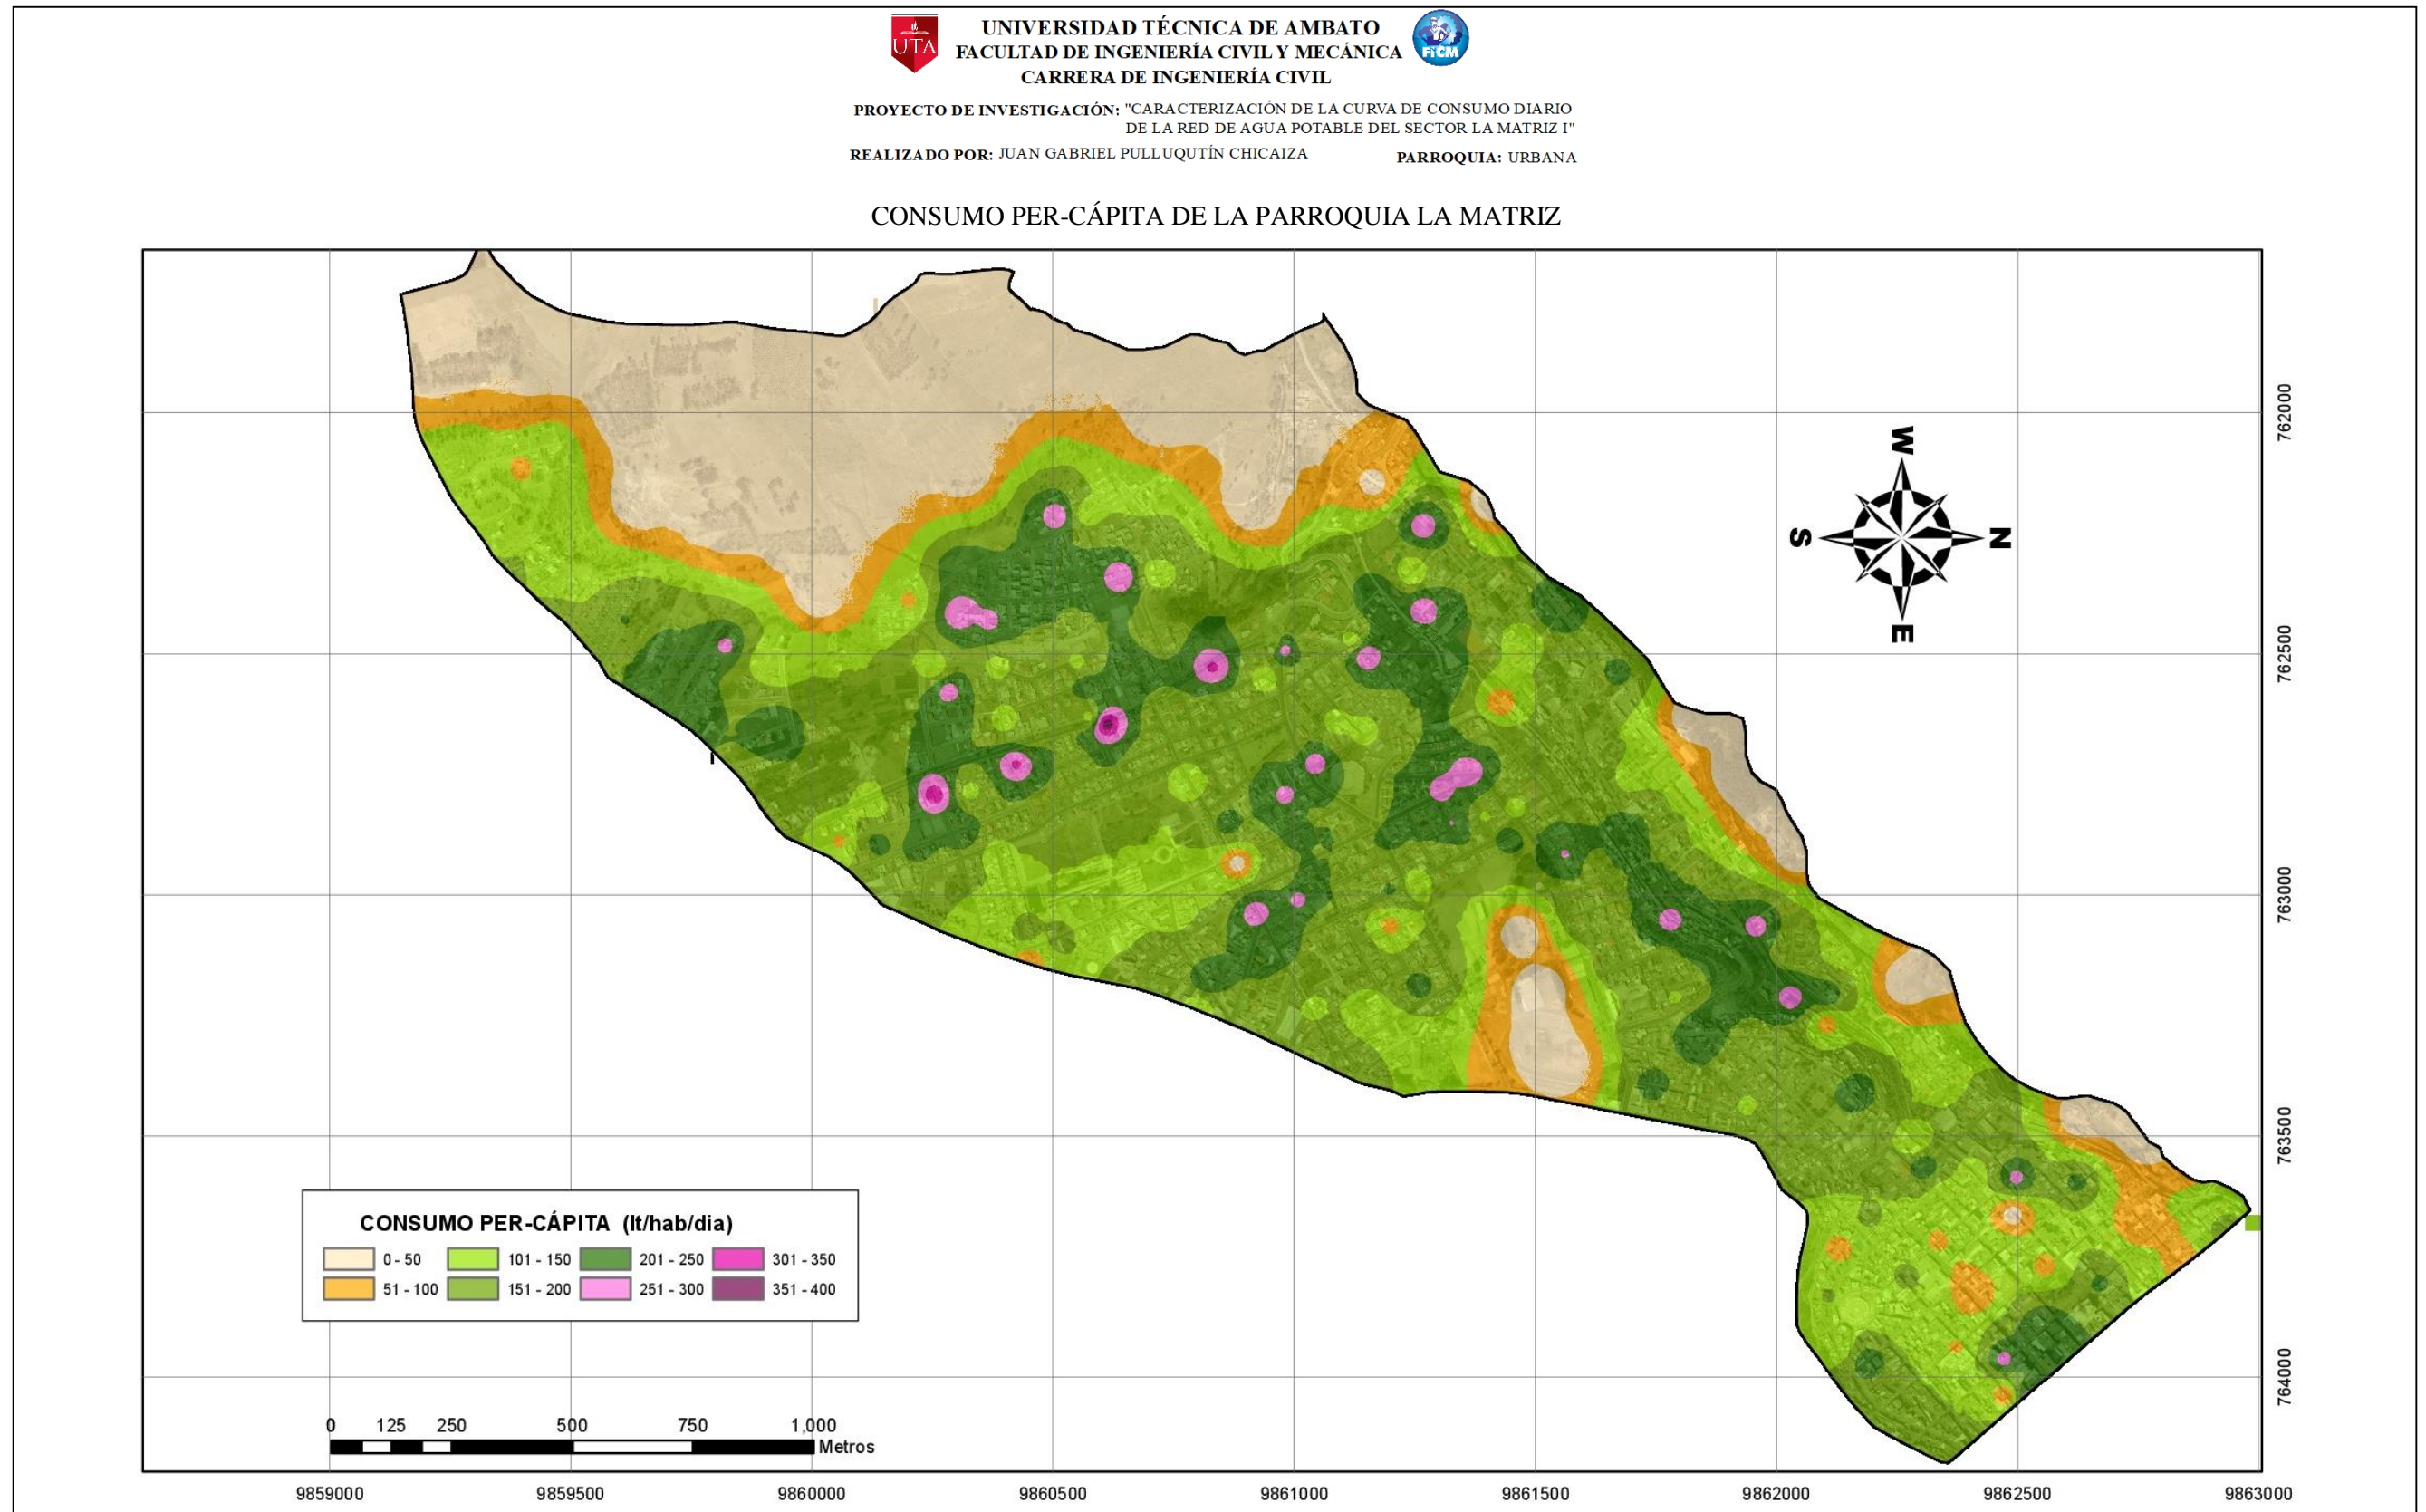 UNIVERSIDAD TÉCNICA DE AMBATO
FACULTAD DE INGENIERÍA CIVIL Y MECÁNICA
CARRERA DE INGENIERÍA CIVIL
UTA
FICM
PROYECTO DE INVESTIGACIÓN: "CARACTERIZACIÓN DE LA CURVA DE CONSUMO DIARIO
DE LA RED DE AGUA POTABLE DEL SECTOR LA MATRIZ I"
REALIZADO POR: JUAN GABRIEL PULLUQUTÍN CHICAIZA PARROQUIA: URBANA
CONSUMO PER-CÁPITA DE LA PARROQUIA LA MATRIZ
W
S N
E
762000
762500
763000
763500
764000
CONSUMO PER-CÁPITA (lt/hab/dia)
0 - 50 101 - 150 201 - 250 301 - 350
51 - 100 151 - 200 251 - 300 351 - 400
0 125 250 500 750 1,000
Metros
9859000 9859500 9860000 9860500 9861000 9861500 9862000 9862500 9863000